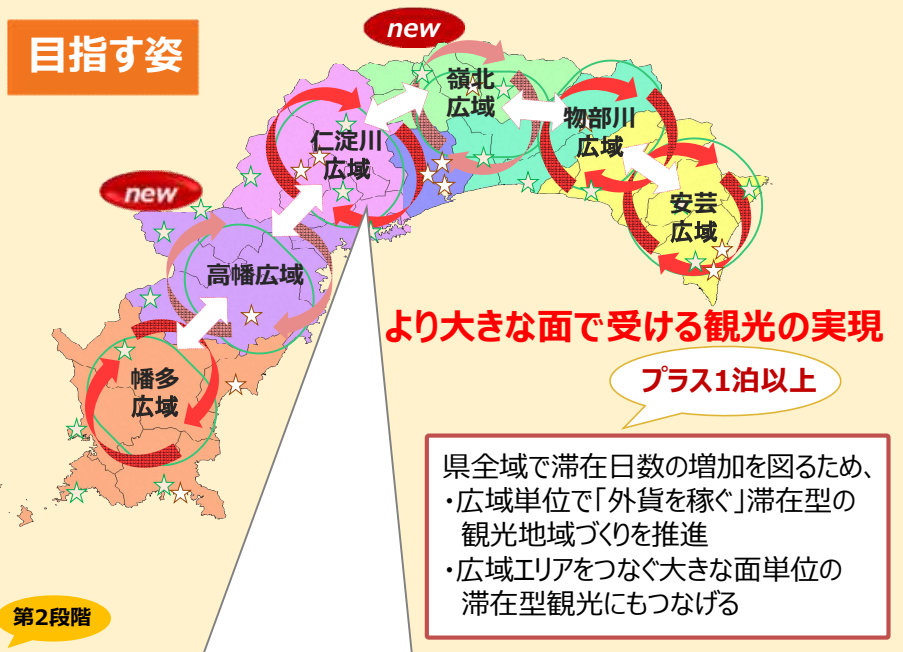 目指す姿
new
嶺北
広域
物部川
広域
仁淀川
広域
安芸
広域
new
高幡広域
幡多
広域
より大きな面で受ける観光の実現
プラス1泊以上
県全域で滞在日数の増加を図るため、
・広域単位で「外貨を稼ぐ」滞在型の
観光地域づくりを推進
・広域エリアをつなぐ大きな面単位の
滞在型観光にもつなげる
第2段階